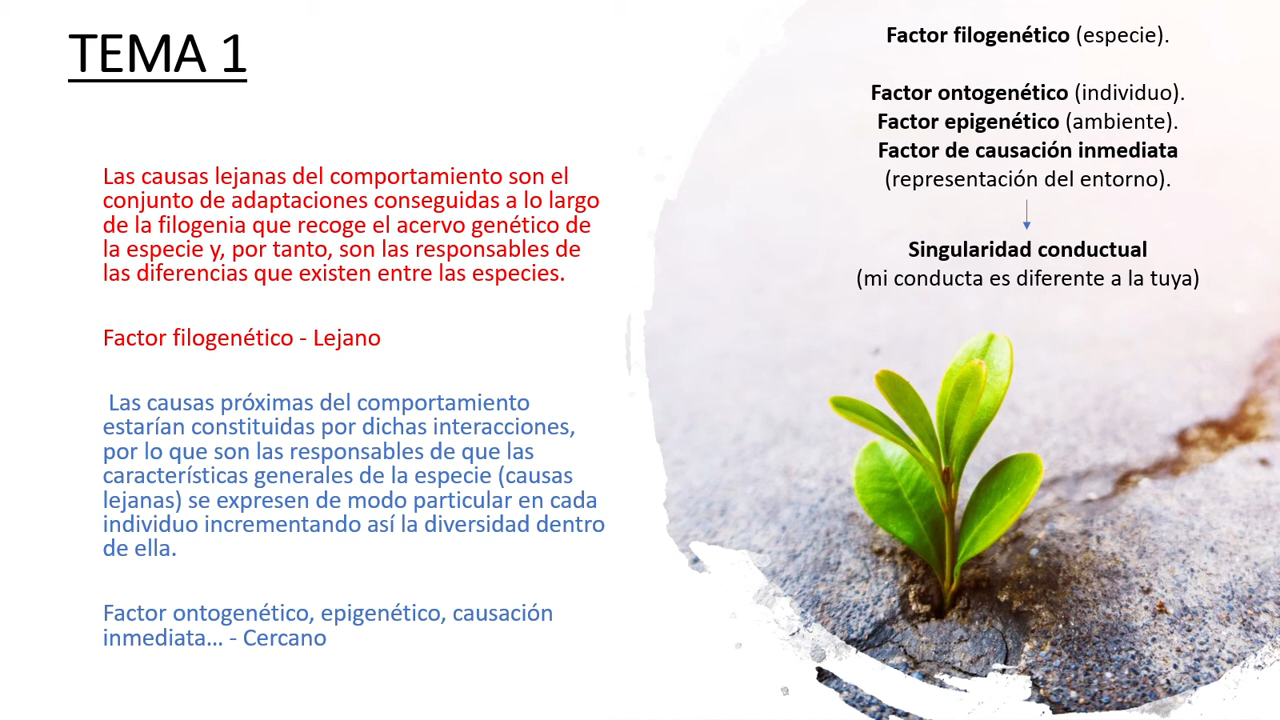 TEMA 1
Las causas lejanas del comportamiento son el
conjunto de adaptaciones conseguidas a lo largo
de la filogenia que recoge el acervo genético de
la especie y, por tanto, son las responsables de
las diferencias que existen entre las especies.
Factor filogenético - Lejano
Las causas próximas del comportamiento
estarían constituidas por dichas interacciones,
por lo que son las responsables de que las
características generales de la especie (causas
lejanas) se expresen de modo particular en cada
individuo incrementando así la diversidad dentro
de ella.
Factor ontogenético, epigenético, causación
inmediata... - Cercano
Factor filogenético (especie).
Factor ontogenético (individuo).
Factor epigenético (ambiente).
Factor de causación inmediata
(representación del entorno).
Singularidad conductual
(mi conducta es diferente a la tuya)